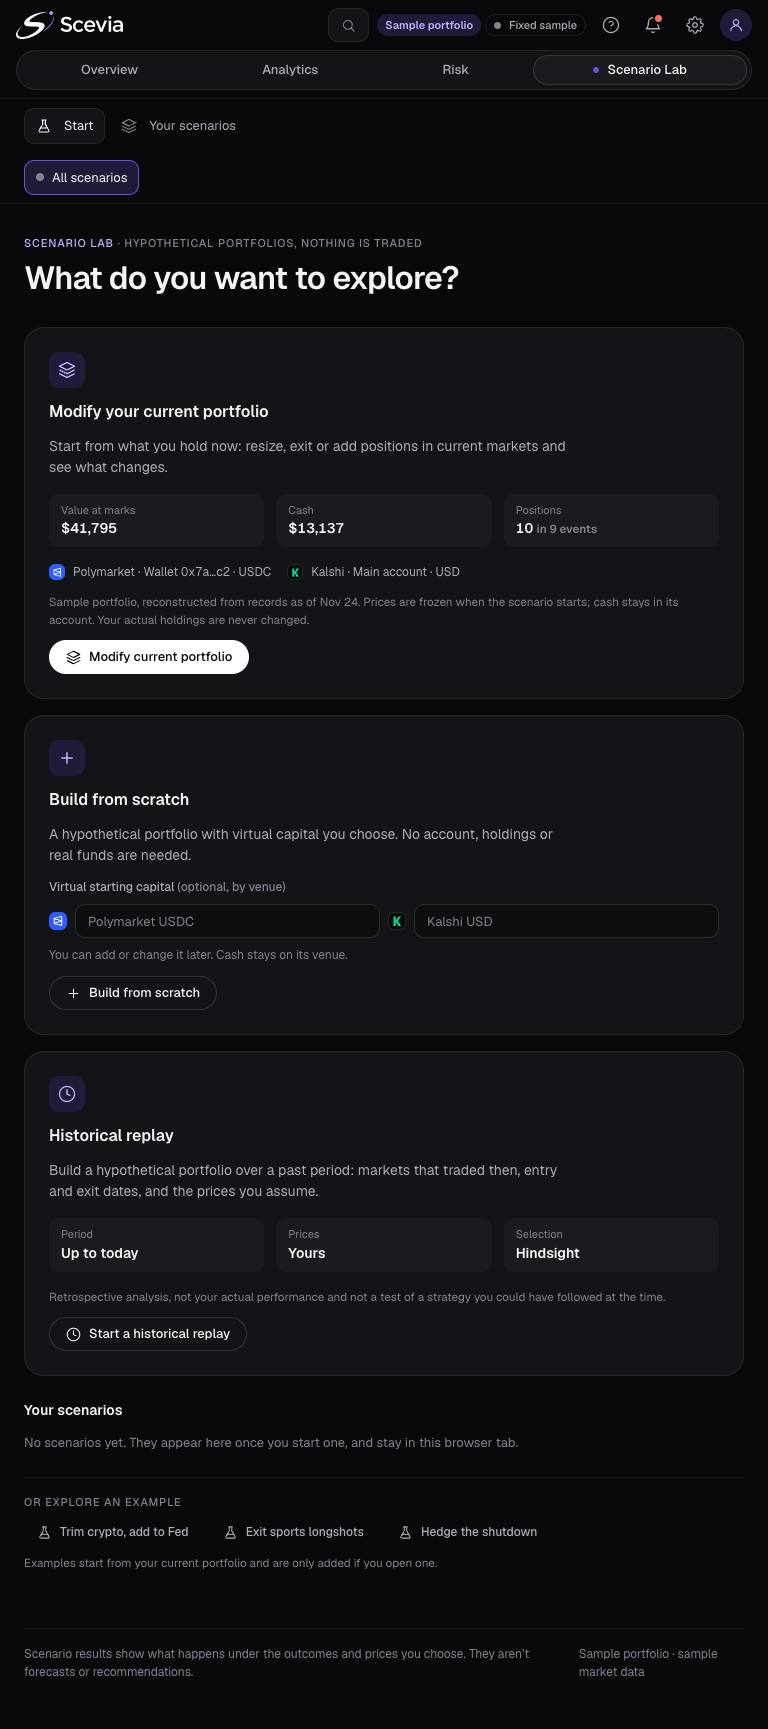 Scevia
Sample portfolio
Fixed sample
Overview
Analytics
Risk
Scenario Lab
Start
Your scenarios
All scenarios
SCENARIO LAB · HYPOTHETICAL PORTFOLIOS, NOTHING IS TRADED
What do you want to explore?
Modify your current portfolio
Start from what you hold now: resize, exit or add positions in current markets and
see what changes.
Value at marks
$41,795
Cash
$13,137
Positions
10 in 9 events
Polymarket · Wallet 0x7a...c2 · USDC
Kalshi · Main account · USD
Sample portfolio, reconstructed from records as of Nov 24. Prices are frozen when the scenario starts; cash stays in its
account. Your actual holdings are never changed.
Modify current portfolio
Build from scratch
A hypothetical portfolio with virtual capital you choose. No account, holdings or
real funds are needed.
Virtual starting capital (optional, by venue)
Polymarket USDC
K
Kalshi USD
You can add or change it later. Cash stays on its venue.
Build from scratch
Historical replay
Build a hypothetical portfolio over a past period: markets that traded then, entry
and exit dates, and the prices you assume.
Period
Up to today
Prices
Yours
Selection
Hindsight
Retrospective analysis, not your actual performance and not a test of a strategy you could have followed at the time.
Start a historical replay
Your scenarios
No scenarios yet. They appear here once you start one, and stay in this browser tab.
OR EXPLORE AN EXAMPLE
Trim crypto, add to Fed
Exit sports longshots
Hedge the shutdown
Examples start from your current portfolio and are only added if you open one.
Scenario results show what happens under the outcomes and prices you choose. They aren't
forecasts or recommendations.
Sample portfolio · sample
market data